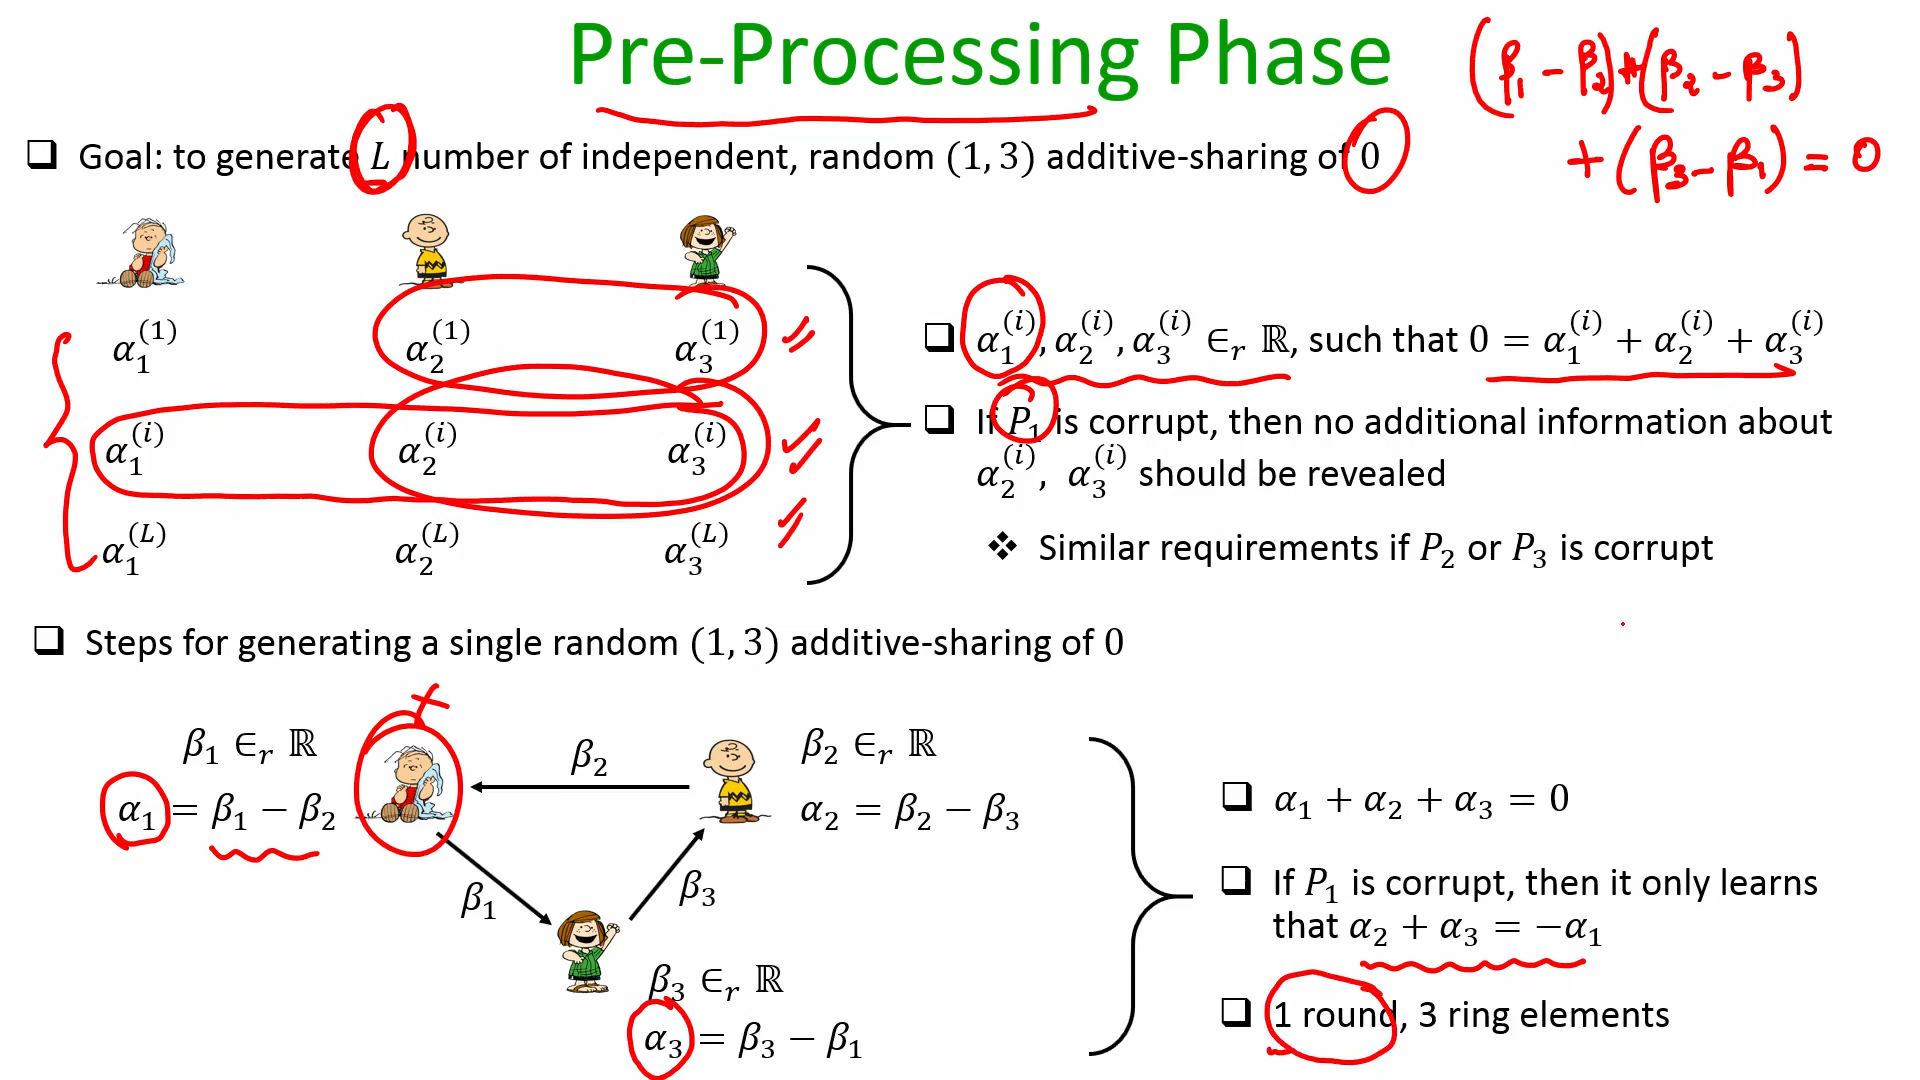 Pre-Processing Phase
(β₁ − β₂) + (β₂ − β₃)
+ (β₃ − β₁) = 0
❑ Goal: to generate L number of independent, random (1, 3) additive-sharing of 0
α₁⁽¹⁾ α₂⁽¹⁾ α₃⁽¹⁾
α₁⁽ⁱ⁾ α₂⁽ⁱ⁾ α₃⁽ⁱ⁾
α₁⁽ᴸ⁾ α₂⁽ᴸ⁾ α₃⁽ᴸ⁾
❑ α₁⁽ⁱ⁾, α₂⁽ⁱ⁾, α₃⁽ⁱ⁾ ∈ᵣ ℝ, such that 0 = α₁⁽ⁱ⁾ + α₂⁽ⁱ⁾ + α₃⁽ⁱ⁾
❑ If P₁ is corrupt, then no additional information about
α₂⁽ⁱ⁾, α₃⁽ⁱ⁾ should be revealed
❖ Similar requirements if P₂ or P₃ is corrupt
❑ Steps for generating a single random (1, 3) additive-sharing of 0
β₁ ∈ᵣ ℝ
α₁ = β₁ − β₂
β₂
β₂ ∈ᵣ ℝ
α₂ = β₂ − β₃
β₁
β₃
β₃ ∈ᵣ ℝ
α₃ = β₃ − β₁
❑ α₁ + α₂ + α₃ = 0
❑ If P₁ is corrupt, then it only learns
that α₂ + α₃ = −α₁
❑ 1 round, 3 ring elements